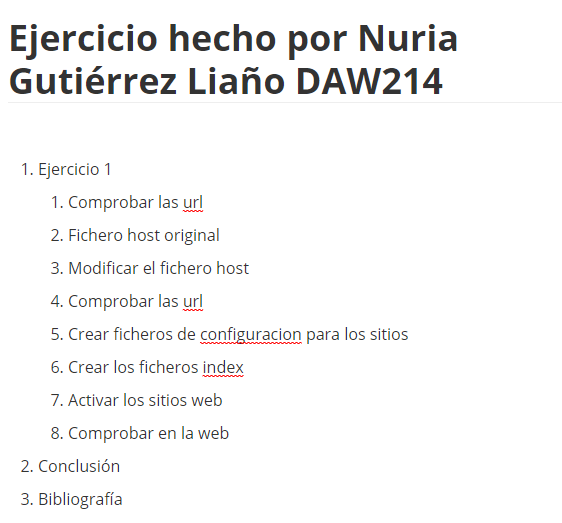 Ejercicio hecho por Nuria
Gutiérrez Liaño DAW214
1. Ejercicio 1
1. Comprobar las url
2. Fichero host original
3. Modificar el fichero host
4. Comprobar las url
5. Crear ficheros de configuracion para los sitios
6. Crear los ficheros index
7. Activar los sitios web
8. Comprobar en la web
2. Conclusión
3. Bibliografía